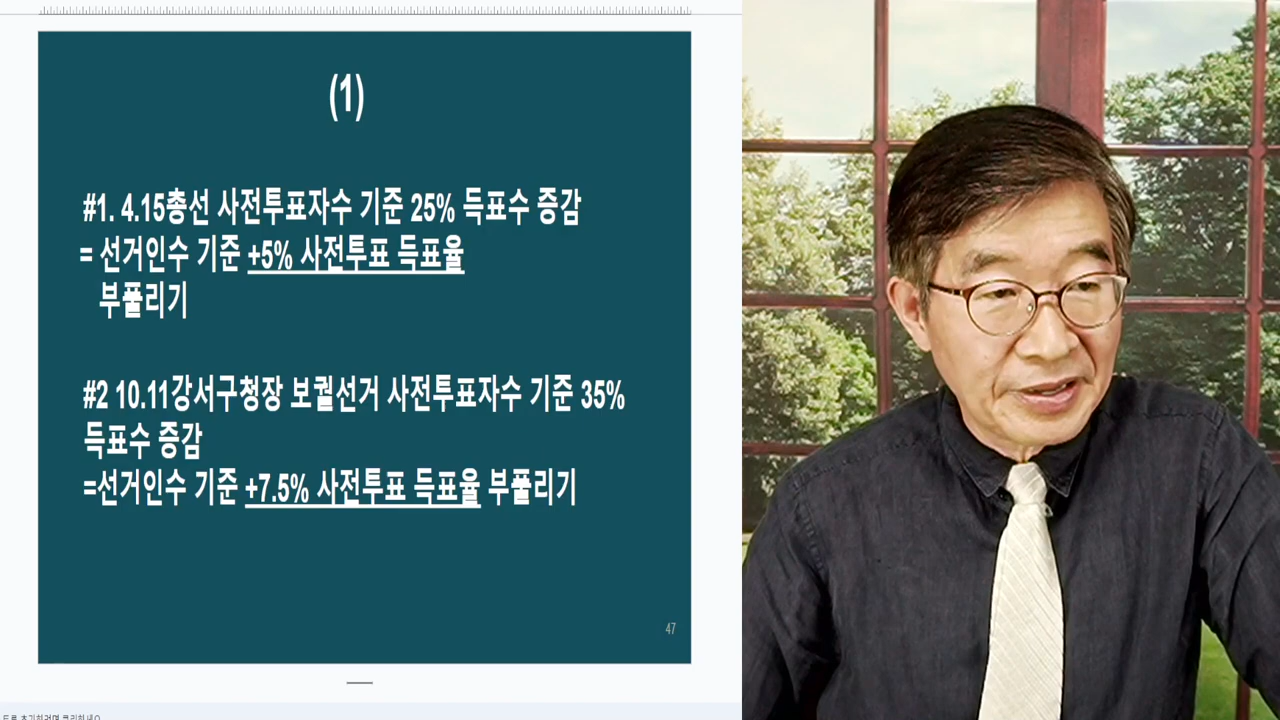 (1)
#1. 4.15총선 사전투표자수 기준 25% 득표수 증감
= 선거인수 기준 +5% 사전투표 득표율
부풀리기
#2 10.11강서구청장 보궐선거 사전투표자수 기준 35%
득표수 증감
=선거인수 기준 +7.5% 사전투표 득표율 부풀리기
47